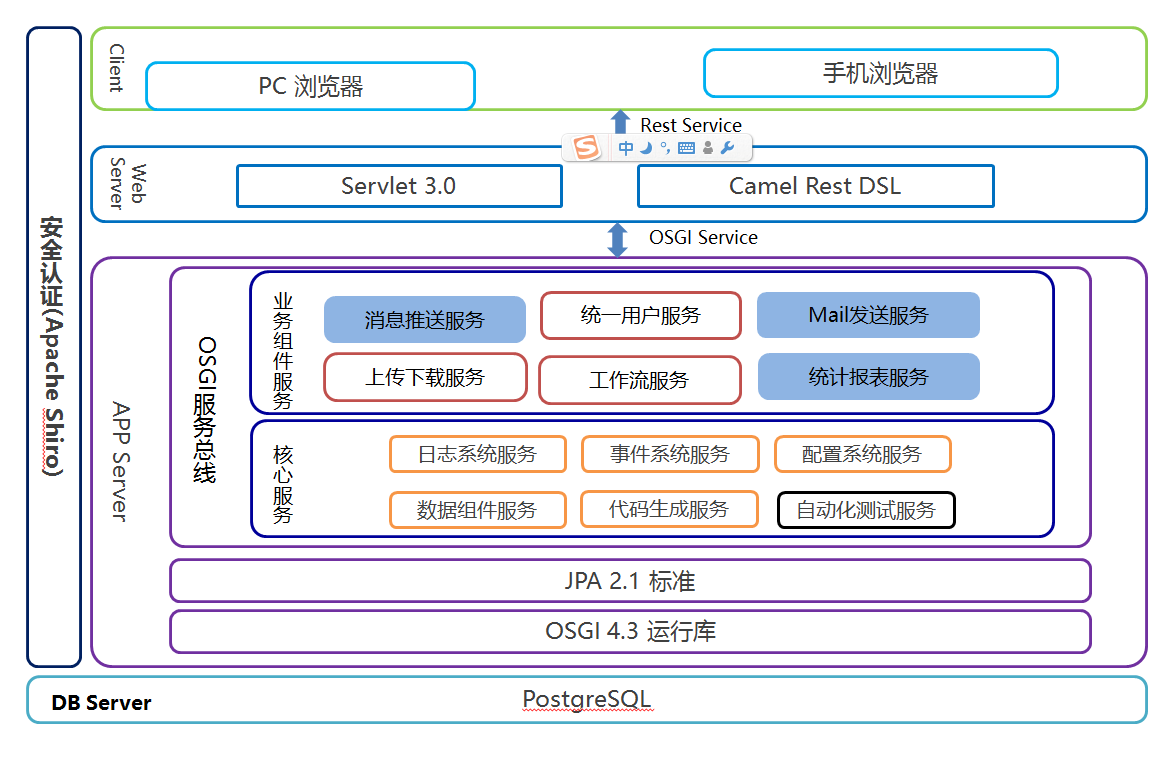 安全认证(Apache Shiro)
Client
PC 浏览器
手机浏览器
Rest Service
中
Web
Server
Servlet 3.0
Camel Rest DSL
OSGI Service
APP Server
OSGI服务总线
业务组件服务
消息推送服务
统一用户服务
Mail发送服务
上传下载服务
工作流服务
统计报表服务
核心服务
日志系统服务
事件系统服务
配置系统服务
数据组件服务
代码生成服务
自动化测试服务
JPA 2.1 标准
OSGI 4.3 运行库
DB Server
PostgreSQL